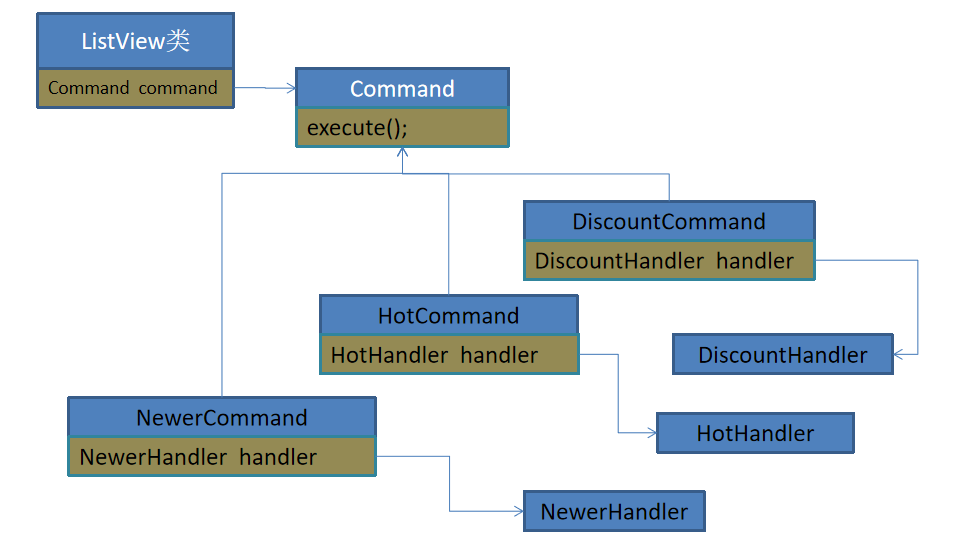 ListView类
Command command
Command
execute();
DiscountCommand
DiscountHandler handler
HotCommand
HotHandler handler
DiscountHandler
NewerCommand
HotHandler
NewerHandler handler
NewerHandler